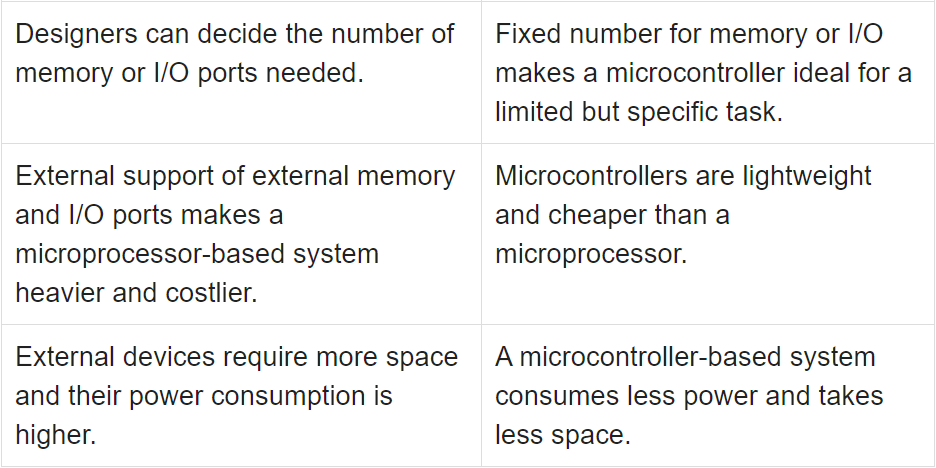 Designers can decide the number of
memory or I/O ports needed.
Fixed number for memory or I/O
makes a microcontroller ideal for a
limited but specific task.
External support of external memory
and I/O ports makes a
microprocessor-based system
heavier and costlier.
Microcontrollers are lightweight
and cheaper than a
microprocessor.
External devices require more space
and their power consumption is
higher.
A microcontroller-based system
consumes less power and takes
less space.